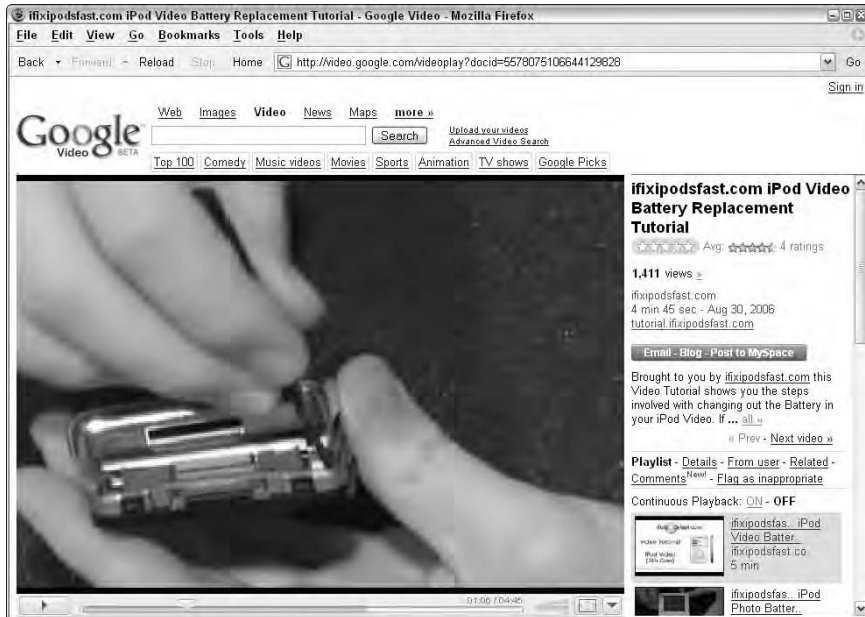 ifixipodsfast.com iPod Video Battery Replacement Tutorial - Google Video - Mozilla Firefox
File Edit View Go Bookmarks Tools Help
Back Forward Reload Stop Home G http://video.google.com/videoplay?docid=5578075106644129828 Go
Sign in
Web Images Video News Maps more »
Google Video BETA
Search
Upload your videos
Advanced Video Search
Top 100 Comedy Music videos Movies Sports Animation TV shows Google Picks
ifixipodsfast.com iPod Video
Battery Replacement
Tutorial
Avg: 4 ratings
1,411 views »
ifixipodsfast.com
4 min 45 sec - Aug 30, 2006
tutorial.ifixipodsfast.com
Email - Blog - Post to MySpace
Brought to you by ifixipodsfast.com this
Video Tutorial shows you the steps
involved with changing out the Battery in
your iPod Video. If ... all »
« Prev - Next video »
Playlist - Details - From user - Related -
Comments New! - Flag as inappropriate
Continuous Playback: ON - OFF
ifixipodsfas.. iPod
Video Batter..
ifixipodsfast.co
5 min
Video Tutorial
iPod Video
ifixipodsfas.. iPod
Photo Batter..
01:06 / 04:45